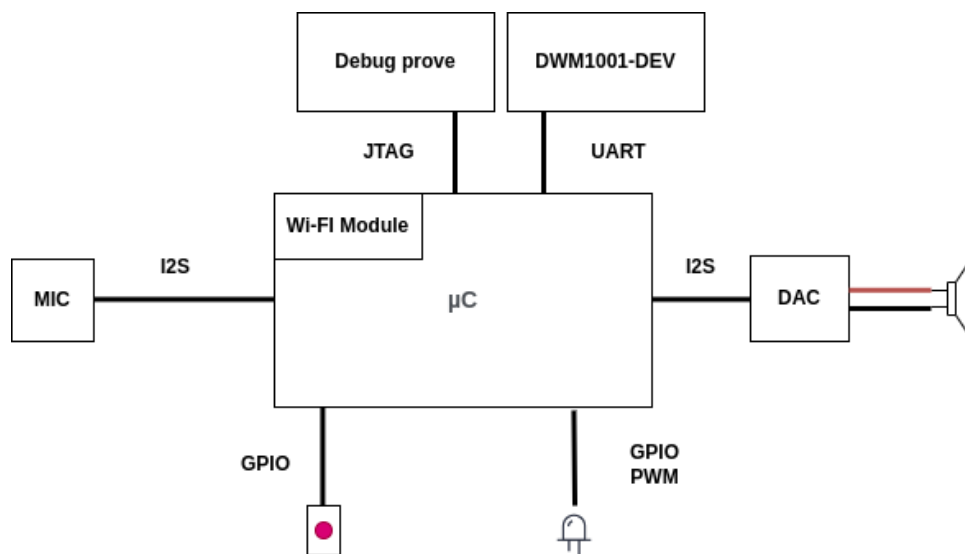 Debug prove
DWM1001-DEV
JTAG
UART
Wi-FI Module
I2S
I2S
MIC
µC
DAC
GPIO
GPIO
PWM